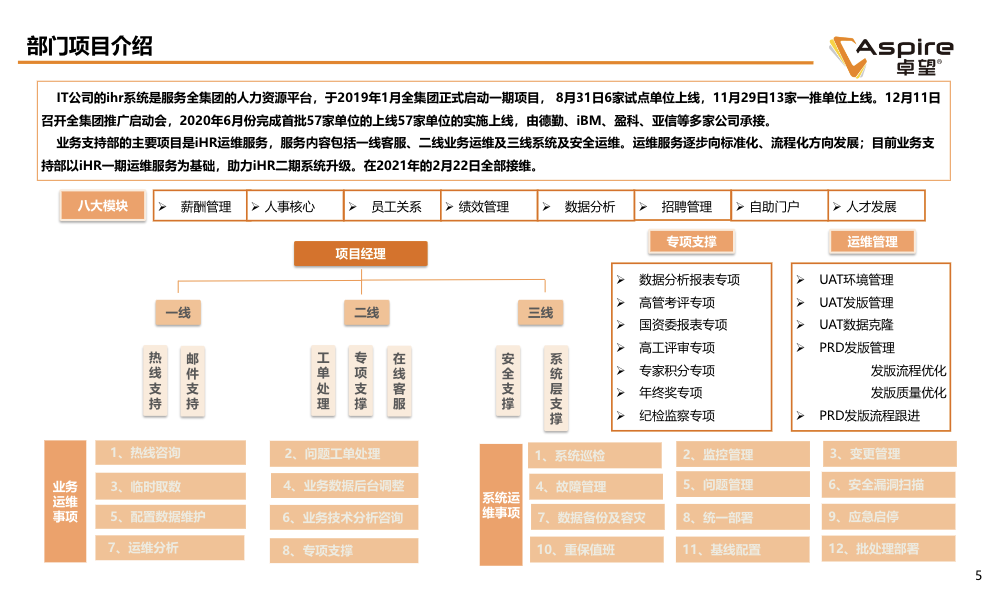 部门项目介绍
Aspire
卓望®
IT公司的ihr系统是服务全集团的人力资源平台，于2019年1月全集团正式启动一期项目， 8月31日6家试点单位上线，11月29日13家一推单位上线。12月11日
召开全集团推广启动会，2020年6月份完成首批57家单位的上线57家单位的实施上线，由德勤、iBM、盈科、亚信等多家公司承接。
业务支持部的主要项目是iHR运维服务，服务内容包括一线客服、二线业务运维及三线系统及安全运维。运维服务逐步向标准化、流程化方向发展；目前业务支
持部以iHR一期运维服务为基础，助力iHR二期系统升级。在2021年的2月22日全部接维。
八大模块
➢ 薪酬管理
➢ 人事核心
➢ 员工关系
➢ 绩效管理
➢ 数据分析
➢ 招聘管理
➢ 自助门户
➢ 人才发展
项目经理
一线
二线
三线
热线支持
邮件支持
工单处理
专项支撑
在线客服
安全支撑
系统层支撑
专项支撑
➢ 数据分析报表专项
➢ 高管考评专项
➢ 国资委报表专项
➢ 高工评审专项
➢ 专家积分专项
➢ 年终奖专项
➢ 纪检监察专项
运维管理
➢ UAT环境管理
➢ UAT发版管理
➢ UAT数据克隆
➢ PRD发版管理
发版流程优化
发版质量优化
➢ PRD发版流程跟进
业务
运维
事项
1、热线咨询
2、问题工单处理
3、临时取数
4、业务数据后台调整
5、配置数据维护
6、业务技术分析咨询
7、运维分析
8、专项支撑
系统运
维事项
1、系统巡检
2、监控管理
3、变更管理
4、故障管理
5、问题管理
6、安全漏洞扫描
7、数据备份及容灾
8、统一部署
9、应急启停
10、重保值班
11、基线配置
12、批处理部署
5